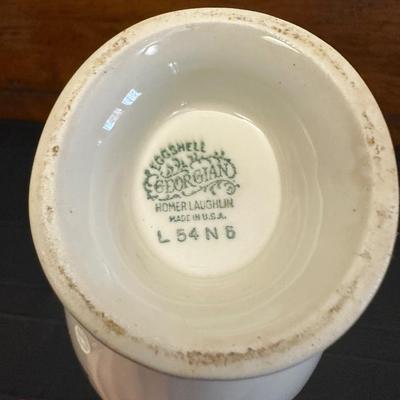 EGGSHELL
GEORGIAN
HOMER LAUGHLIN
MADE IN U.S.A.
L 54 N 6